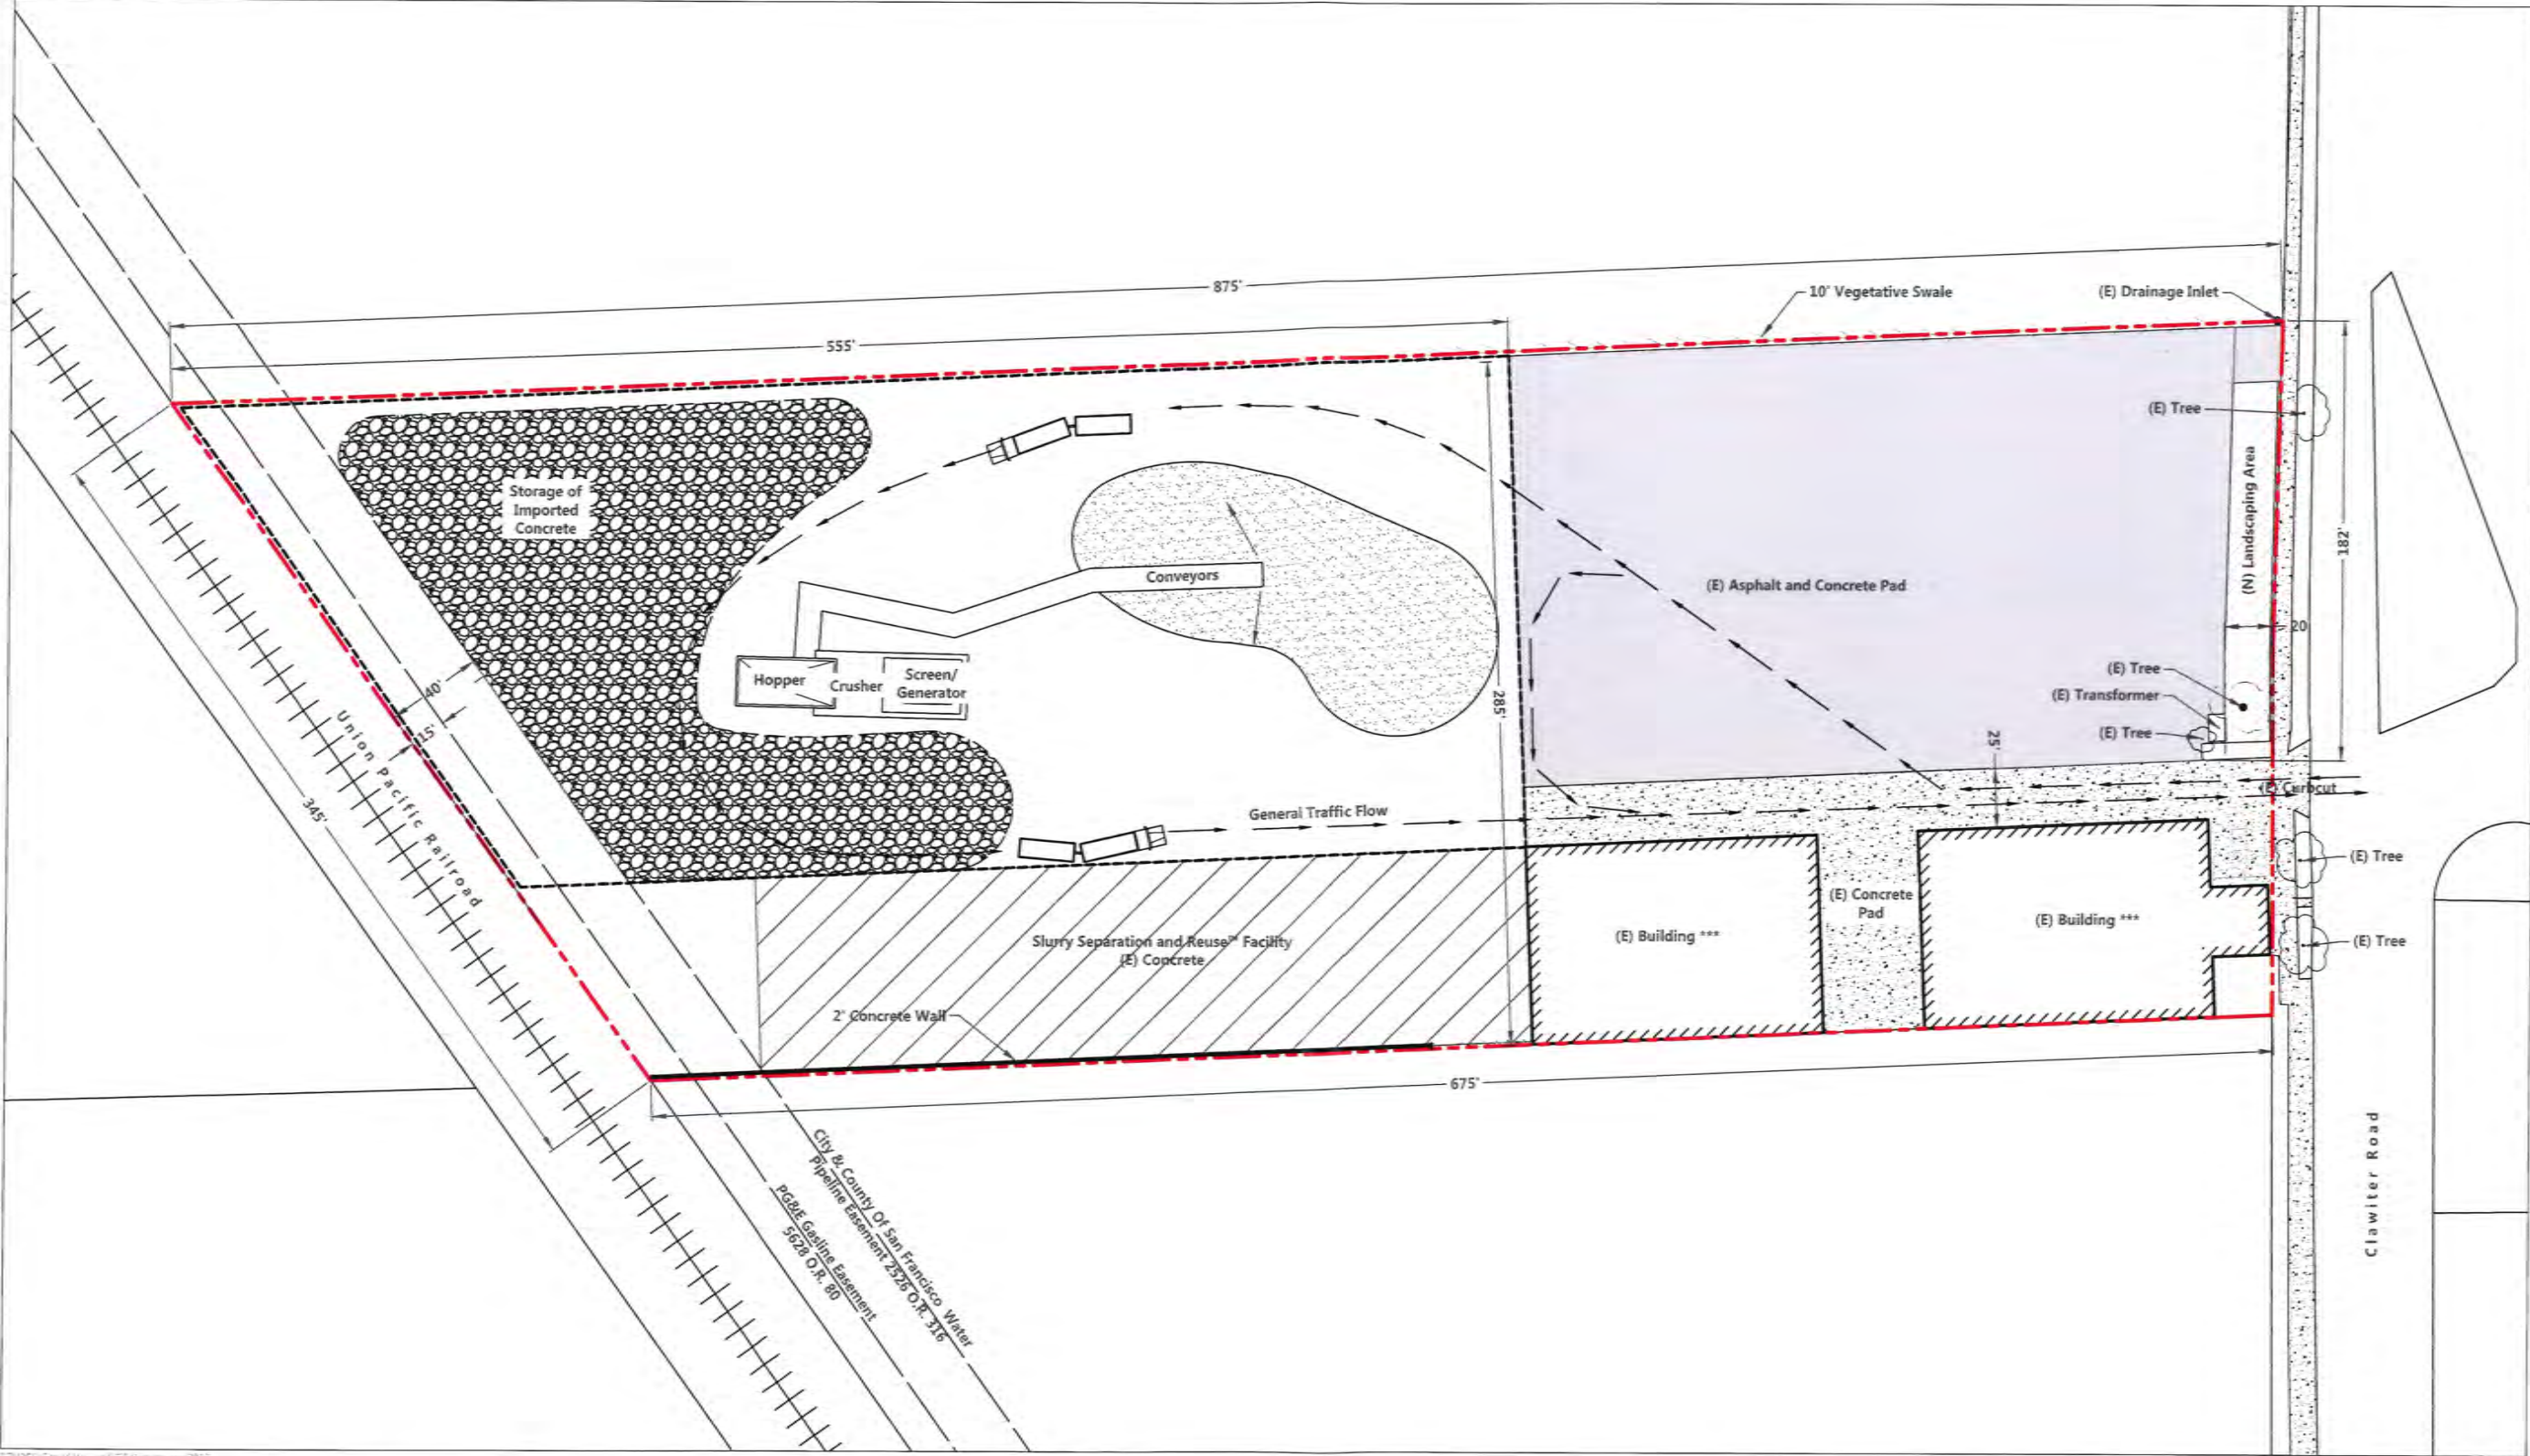 875'
10' Vegetative Swale
(E) Drainage Inlet
555'
(E) Tree
Storage of
Imported
Concrete
(N) Landscaping Area
182'
Conveyors
(E) Asphalt and Concrete Pad
20
Hopper
Crusher
Screen/
Generator
285'
(E) Tree
(E) Transformer
(E) Tree
40'
15'
25'
Union Pacific Railroad
345'
General Traffic Flow
(E) Curbcut
(E) Tree
(E) Concrete
Pad
(E) Building ***
(E) Building ***
Slurry Separation and Reuse™ Facility
(E) Concrete
(E) Tree
2' Concrete Wall
675'
City & County Of San Francisco Water
Pipeline Easement 2526 O.R. 316
PG&E Gasline Easement
5628 O.R. 80
Clawiter Road